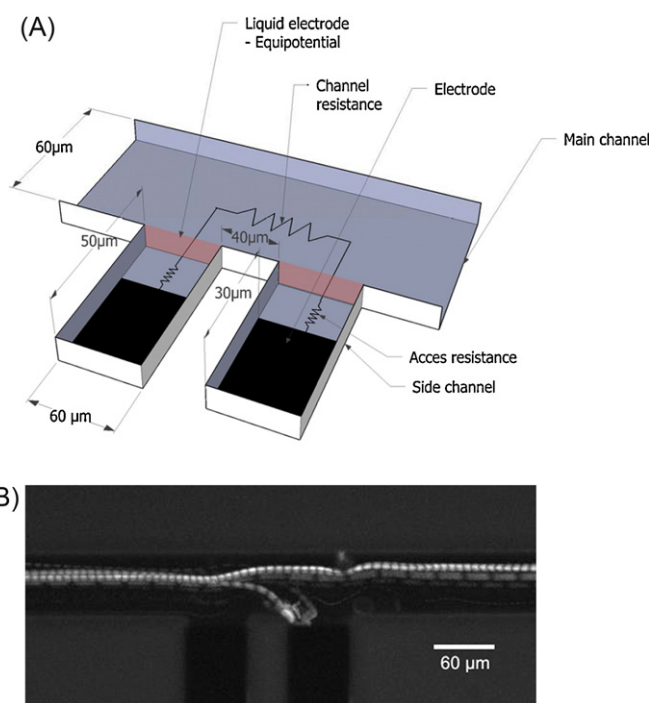 (A)
Liquid electrode
- Equipotential
Channel
resistance
Electrode
Main channel
60µm
50µm
40µm
30µm
Acces resistance
Side channel
60 µm
B)
60 µm